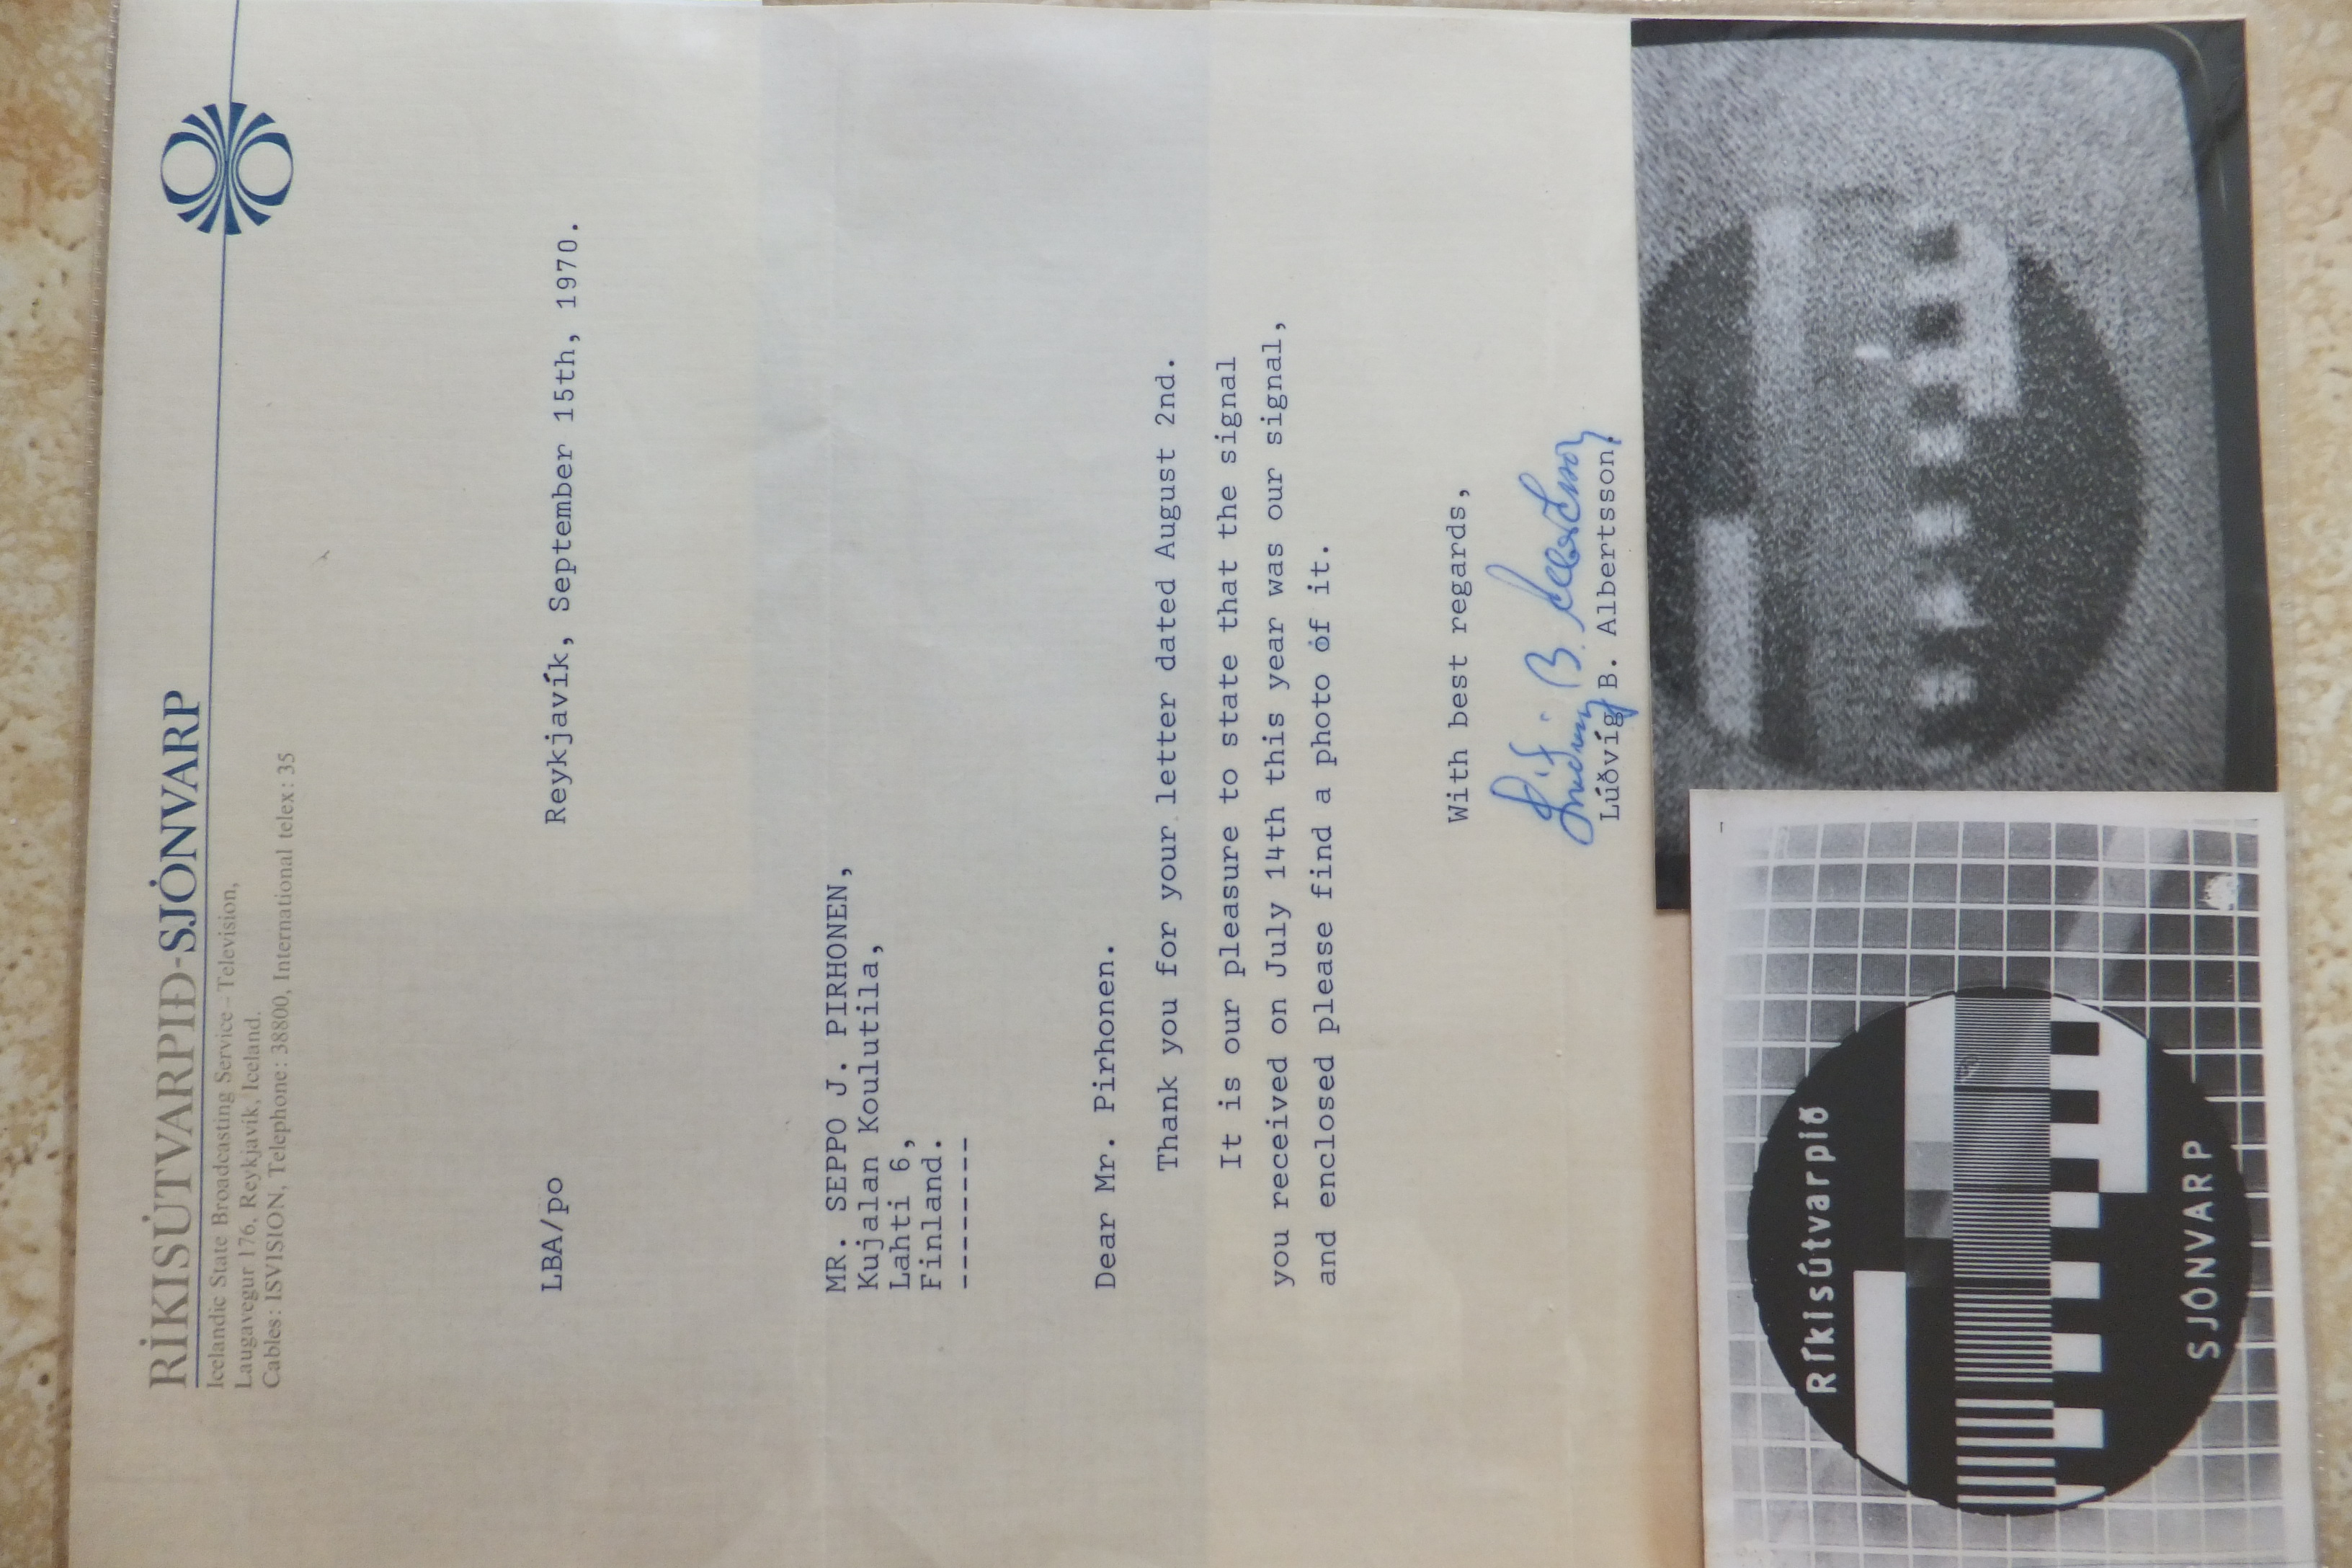 RÍKISÚTVARPIÐ-SJÓNVARP
Icelandic State Broadcasting Service - Television,
Laugavegur 176, Reykjavík, Iceland.
Cables: ISVISION, Telephone: 38800, International telex: 35
LBA/po
Reykjavík, September 15th, 1970.
MR. SEPPO J. PIRHONEN,
Kujalan Koulutila,
Lahti 6,
Finland.
---------
Dear Mr. Pirhonen.
Thank you for your letter dated August 2nd.
It is our pleasure to state that the signal
you received on July 14th this year was our signal,
and enclosed please find a photo of it.
With best regards,
Lúðvíg B. Albertsson.
Ríkisútvarpið
SJÓNVARP